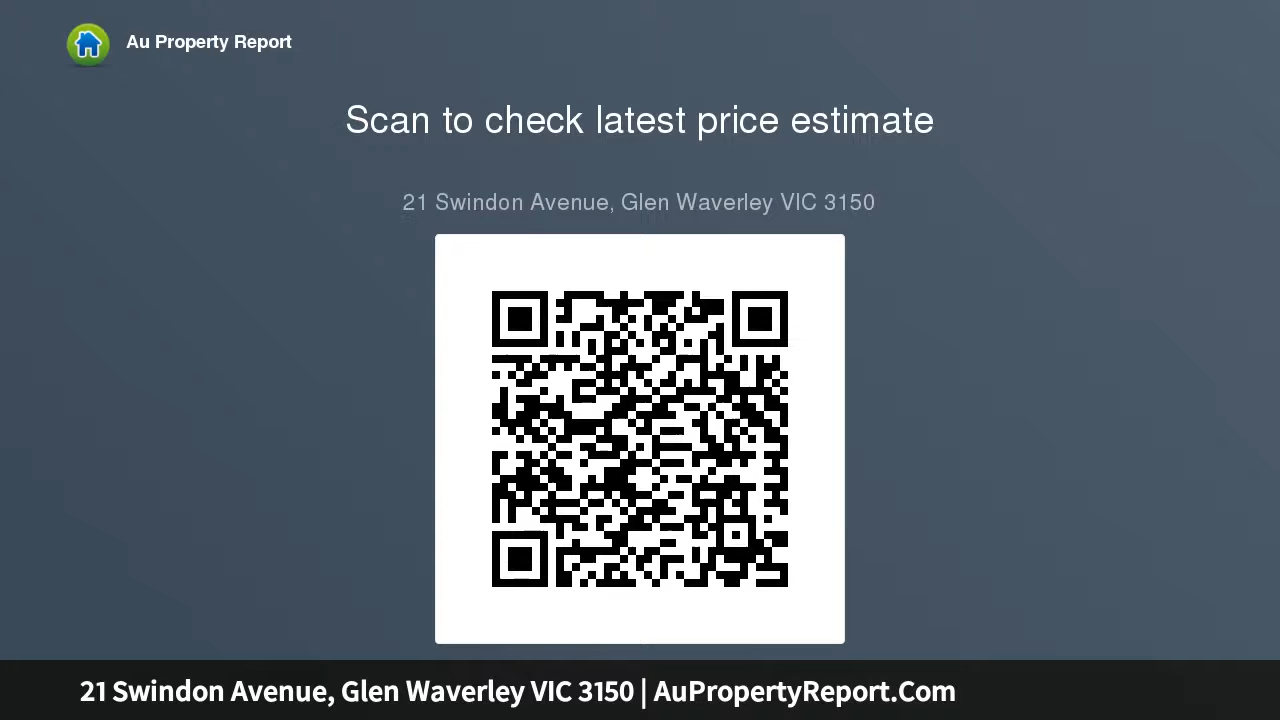 Au Property Report
Scan to check latest price estimate
21 Swindon Avenue, Glen Waverley VIC 3150
21 Swindon Avenue, Glen Waverley VIC 3150 | AuPropertyReport.Com